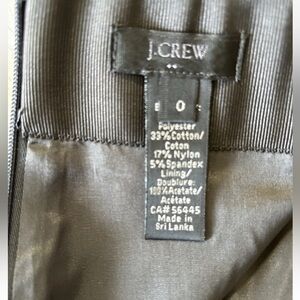 J.CREW
0
Polyester
33% Cotton/
Coton
17% Nylon
5% Spandex
Lining/
Doublure:
100% Acetate/
Acétate
CA# 56445
Made in
Sri Lanka